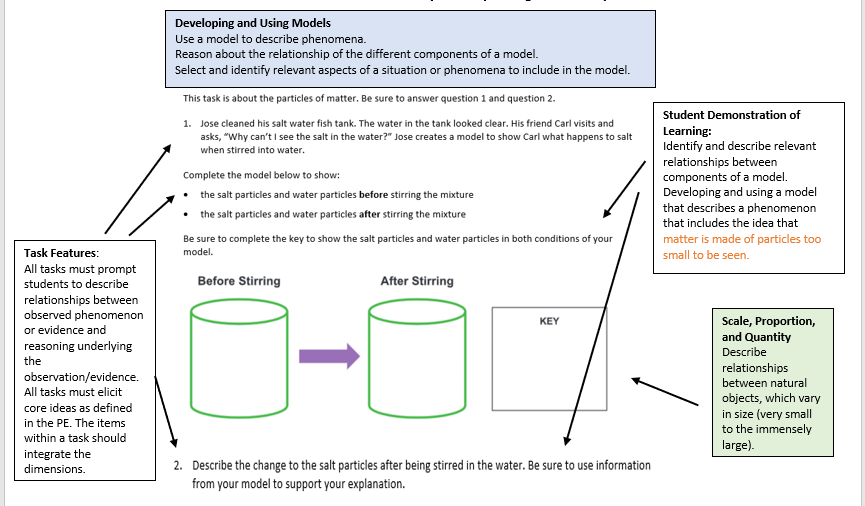 Developing and Using Models
Use a model to describe phenomena.
Reason about the relationship of the different components of a model.
Select and identify relevant aspects of a situation or phenomena to include in the model.
This task is about the particles of matter. Be sure to answer question 1 and question 2.
1. Jose cleaned his salt water fish tank. The water in the tank looked clear. His friend Carl visits and
asks, “Why can’t I see the salt in the water?” Jose creates a model to show Carl what happens to salt
when stirred into water.
Complete the model below to show:
• the salt particles and water particles before stirring the mixture
• the salt particles and water particles after stirring the mixture
Be sure to complete the key to show the salt particles and water particles in both conditions of your
model.
Student Demonstration of
Learning:
Identify and describe relevant
relationships between
components of a model.
Developing and using a model
that describes a phenomenon
that includes the idea that
matter is made of particles too
small to be seen.
Task Features:
All tasks must prompt
students to describe
relationships between
observed phenomenon
or evidence and
reasoning underlying
the
observation/evidence.
All tasks must elicit
core ideas as defined
in the PE. The items
within a task should
integrate the
dimensions.
Before Stirring
After Stirring
KEY
Scale, Proportion,
and Quantity
Describe
relationships
between natural
objects, which vary
in size (very small
to the immensely
large).
2. Describe the change to the salt particles after being stirred in the water. Be sure to use information
from your model to support your explanation.